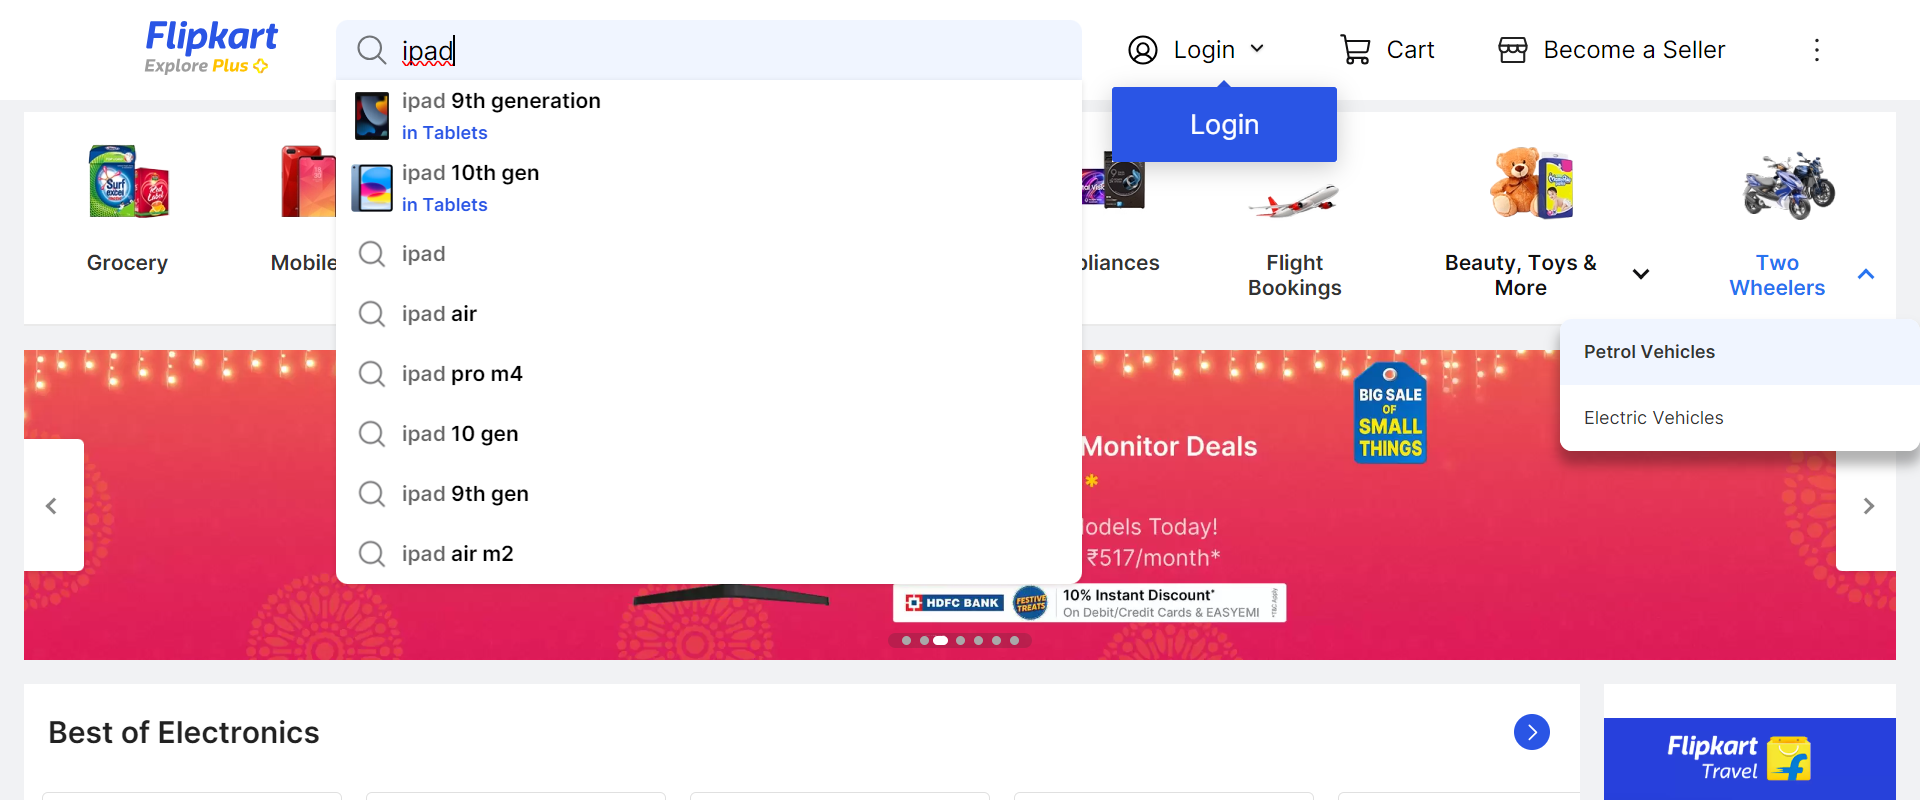 Flipkart
Explore Plus
ipad
Login
Cart
Become a Seller
Login
ipad 9th generation
in Tablets
ipad 10th gen
in Tablets
ipad
ipad air
ipad pro m4
ipad 10 gen
ipad 9th gen
ipad air m2
Surf
excel
Grocery
Mobile
pliances
Flight
Bookings
Beauty, Toys &
More
Two
Wheelers
Petrol Vehicles
Electric Vehicles
BIG SALE
OF
SMALL
THINGS
Monitor Deals
*
odels Today!
₹517/month*
HDFC BANK
FESTIVE
TREATS
10% Instant Discount*
On Debit/Credit Cards & EASYEMI
*T&C Apply
Best of Electronics
Flipkart
Travel